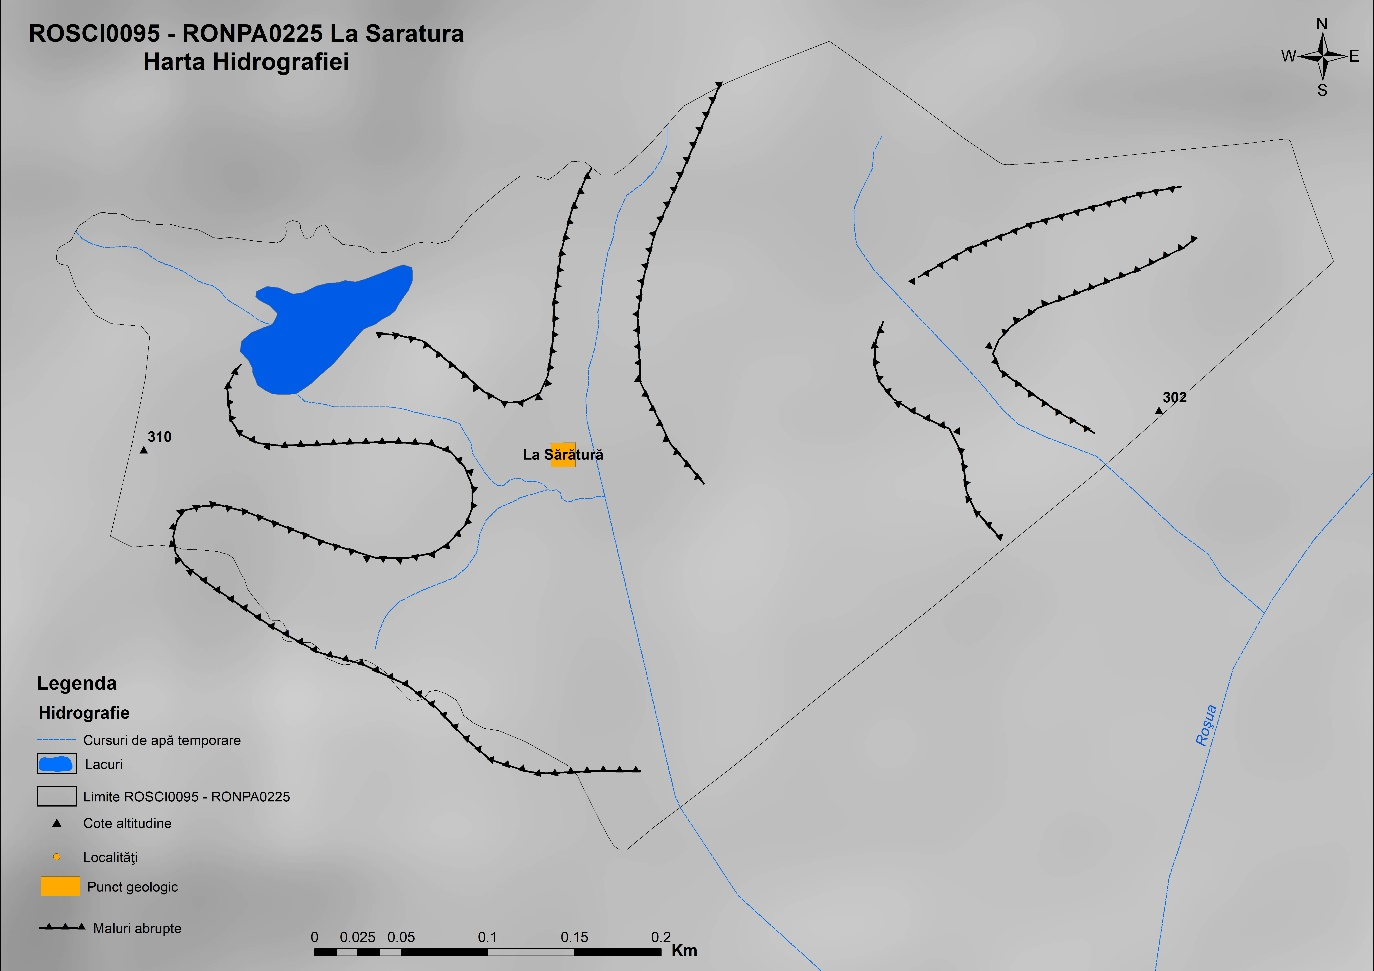 ROSCI0095 - RONPA0225 La Saratura
Harta Hidrografiei
N
W E
S
302
310
La Sărătură
Roșua
Legenda
Hidrografie
Cursuri de apă temporare
Lacuri
Limite ROSCI0095 - RONPA0225
Cote altitudine
Localităţi
Punct geologic
Maluri abrupte
0 0.025 0.05 0.1 0.15 0.2
Km